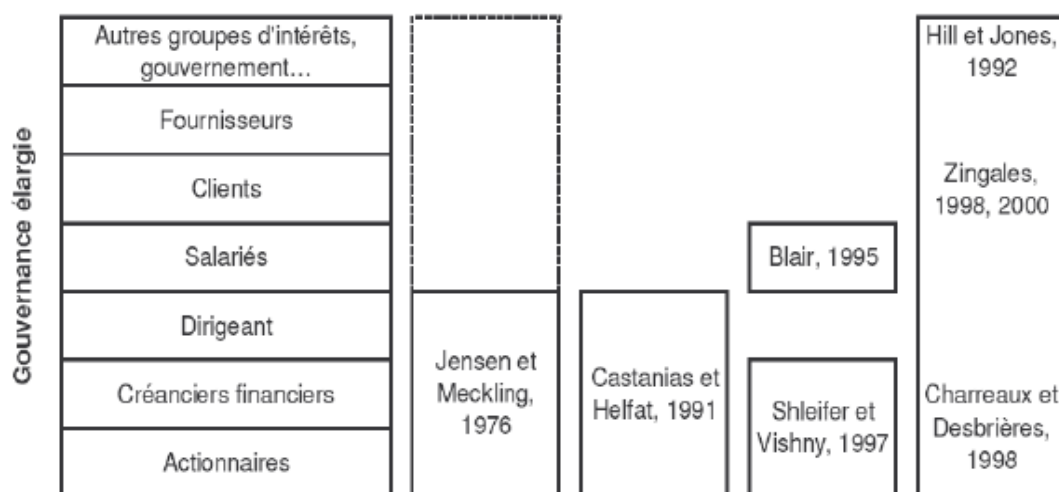 Gouvernance élargie
Autres groupes d'intérêts,
gouvernement...
Fournisseurs
Clients
Salariés
Dirigeant
Créanciers financiers
Actionnaires
Jensen et
Meckling,
1976
Castanias et
Helfat, 1991
Blair, 1995
Shleifer et
Vishny, 1997
Hill et Jones,
1992
Zingales,
1998, 2000
Charreaux et
Desbrières,
1998